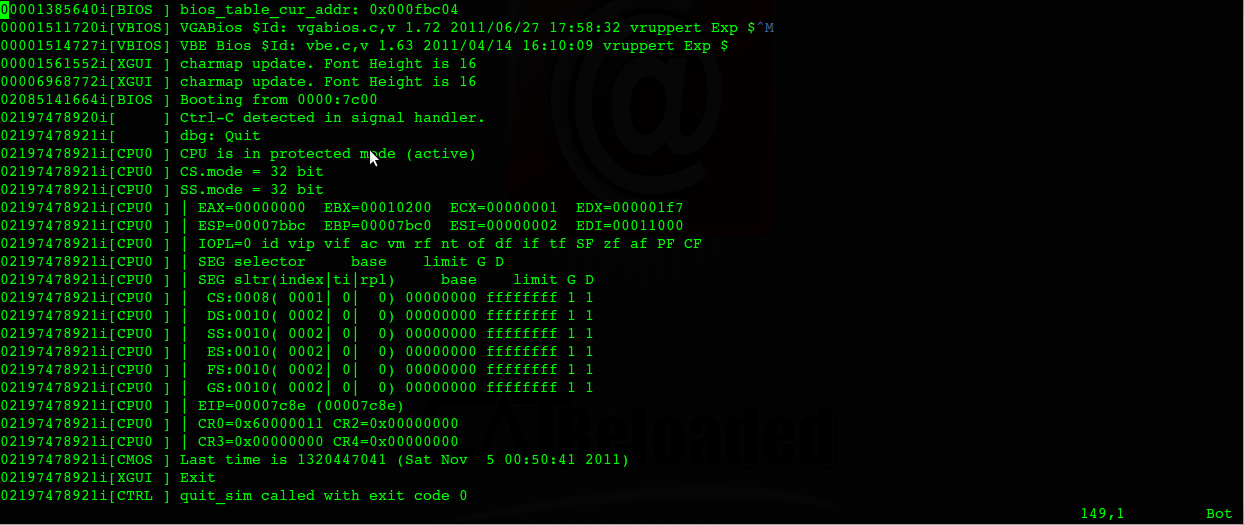 00001385640i[BIOS ] bios_table_cur_addr: 0x000fbc04
00001511720i[VBIOS] VGABios $Id: vgabios.c,v 1.72 2011/06/27 17:58:32 vruppert Exp $^M
00001514727i[VBIOS] VBE Bios $Id: vbe.c,v 1.63 2011/04/14 16:10:09 vruppert Exp $
00001561552i[XGUI ] charmap update. Font Height is 16
00006968772i[XGUI ] charmap update. Font Height is 16
02085141664i[BIOS ] Booting from 0000:7c00
02197478920i[     ] Ctrl-C detected in signal handler.
02197478921i[     ] dbg: Quit
02197478921i[CPU0 ] CPU is in protected mode (active)
02197478921i[CPU0 ] CS.mode = 32 bit
02197478921i[CPU0 ] SS.mode = 32 bit
02197478921i[CPU0 ] | EAX=00000000  EBX=00010200  ECX=00000001  EDX=000001f7
02197478921i[CPU0 ] | ESP=00007bbc  EBP=00007bc0  ESI=00000002  EDI=00011000
02197478921i[CPU0 ] | IOPL=0 id vip vif ac vm rf nt of df if tf SF zf af PF CF
02197478921i[CPU0 ] | SEG selector     base    limit G D
02197478921i[CPU0 ] | SEG sltr(index|ti|rpl)     base    limit G D
02197478921i[CPU0 ] |  CS:0008( 0001| 0|  0) 00000000 ffffffff 1 1
02197478921i[CPU0 ] |  DS:0010( 0002| 0|  0) 00000000 ffffffff 1 1
02197478921i[CPU0 ] |  SS:0010( 0002| 0|  0) 00000000 ffffffff 1 1
02197478921i[CPU0 ] |  ES:0010( 0002| 0|  0) 00000000 ffffffff 1 1
02197478921i[CPU0 ] |  FS:0010( 0002| 0|  0) 00000000 ffffffff 1 1
02197478921i[CPU0 ] |  GS:0010( 0002| 0|  0) 00000000 ffffffff 1 1
02197478921i[CPU0 ] | EIP=00007c8e (00007c8e)
02197478921i[CPU0 ] | CR0=0x60000011 CR2=0x00000000
02197478921i[CPU0 ] | CR3=0x00000000 CR4=0x00000000
02197478921i[CMOS ] Last time is 1320447041 (Sat Nov  5 00:50:41 2011)
02197478921i[XGUI ] Exit
02197478921i[CTRL ] quit_sim called with exit code 0
149,1 Bot
@
Reloaded